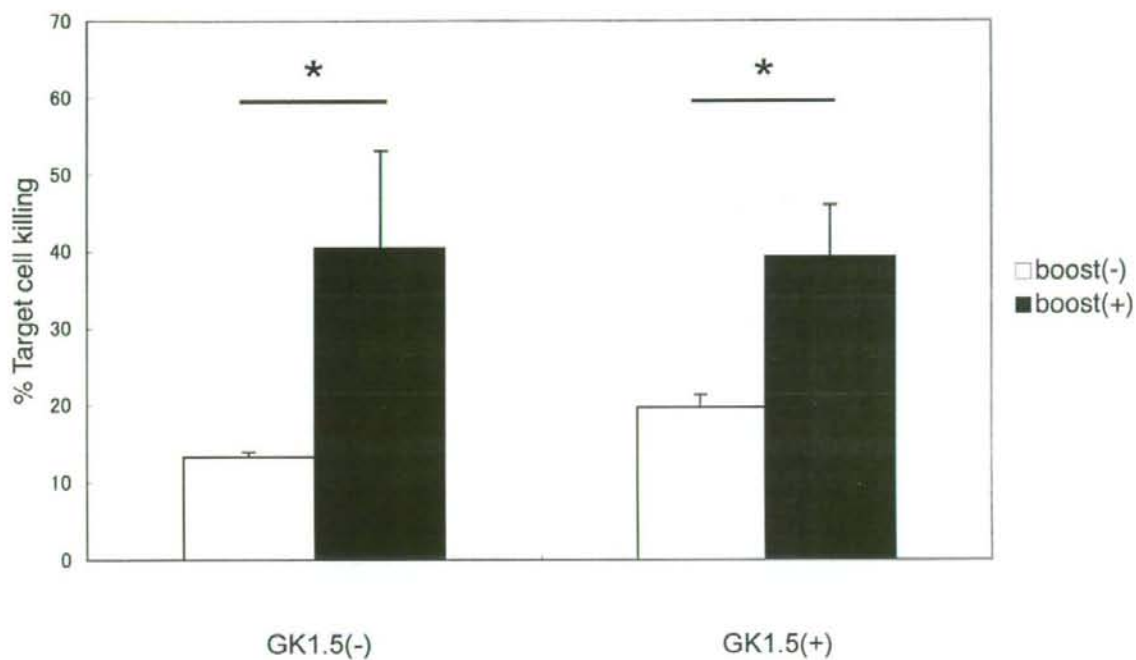 70
60
50
40
30
20
10
0
% Target cell killing
*
*
boost(-)
boost(+)
GK1.5(-)
GK1.5(+)